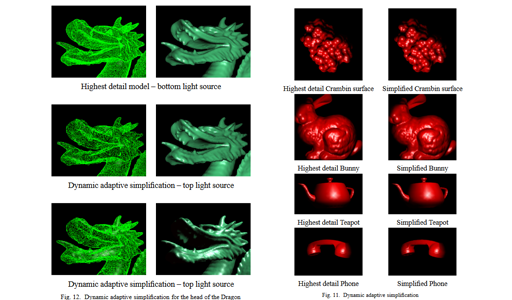 Highest detail model – bottom light source
Dynamic adaptive simplification – top light source
Dynamic adaptive simplification – top light source
Fig. 12. Dynamic adaptive simplification for the head of the Dragon
Highest detail Crambin surface
Simplified Crambin surface
Highest detail Bunny
Simplified Bunny
Highest detail Teapot
Simplified Teapot
Highest detail Phone
Simplified Phone
Fig. 11. Dynamic adaptive simplification